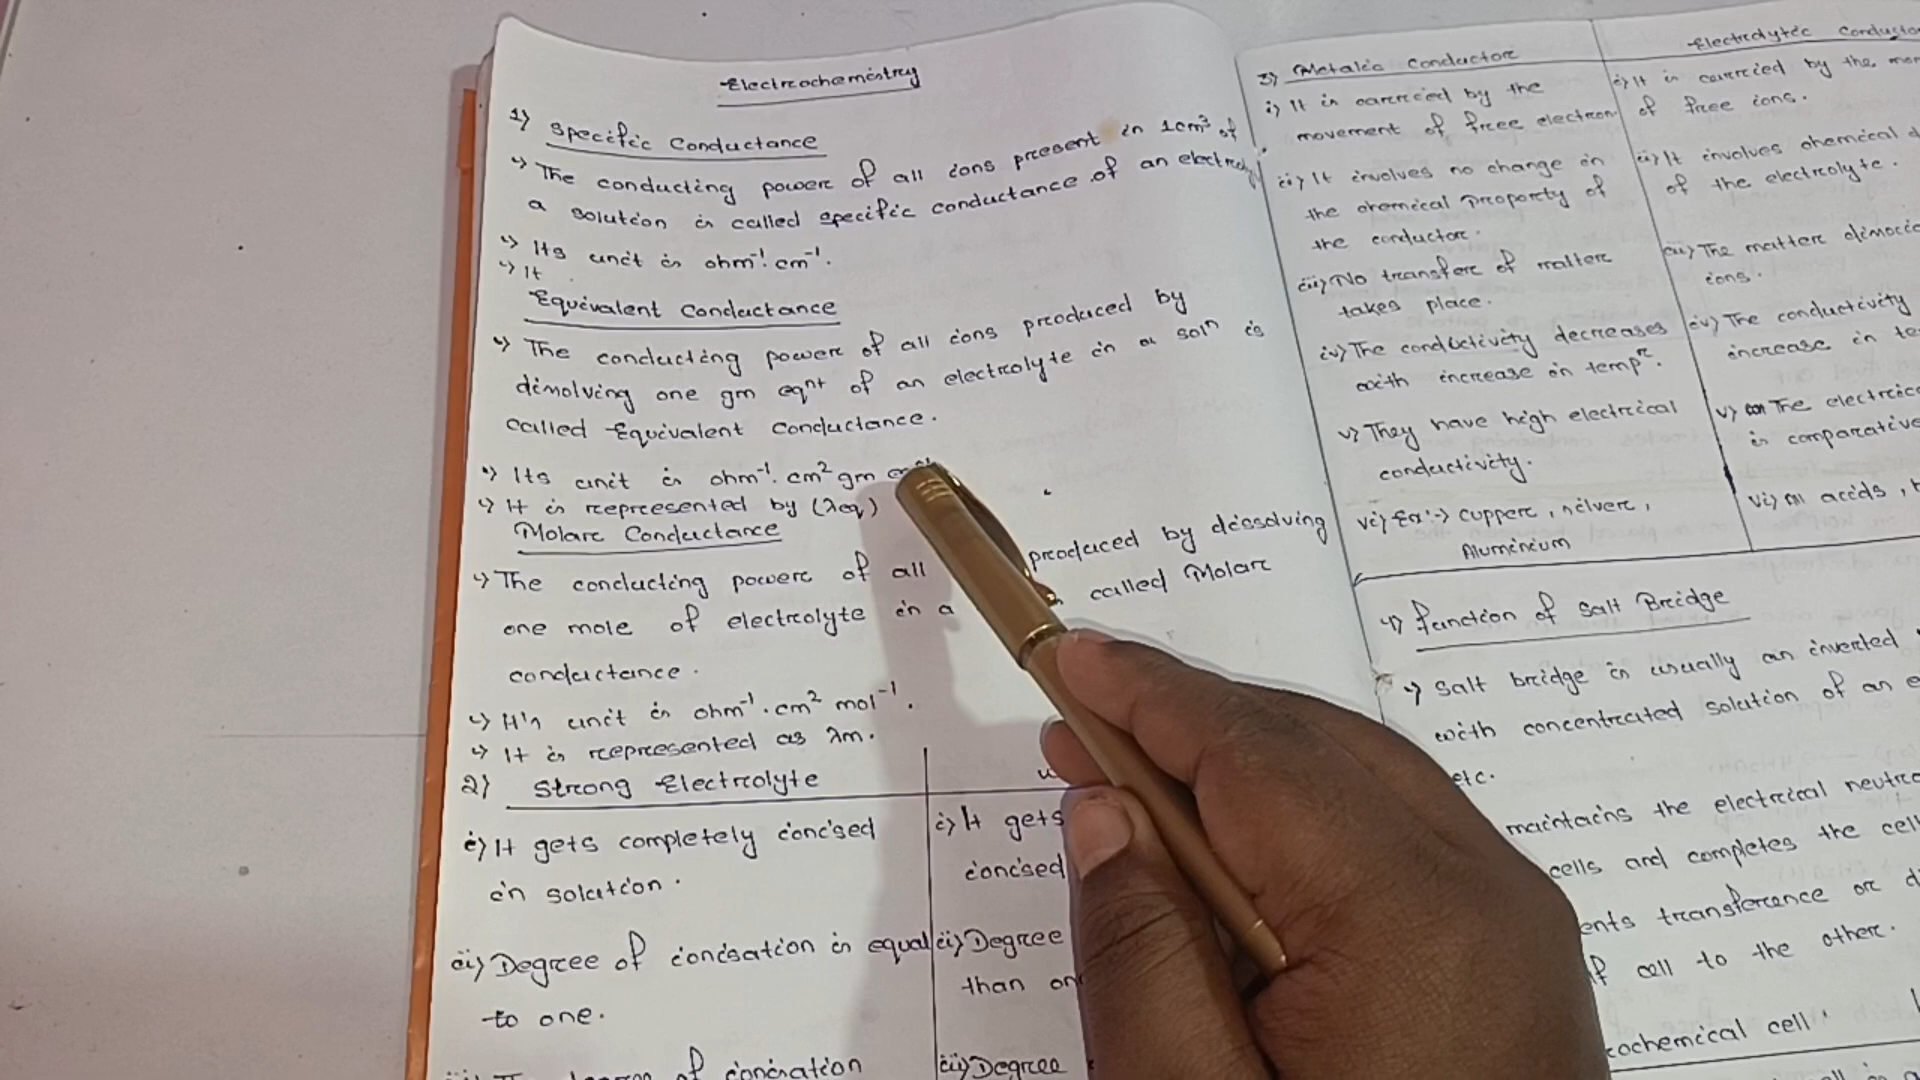 Electrochemistry
1) Specific Conductance
↳ The conducting power of all ions present in 1cm³ of
a solution is called specific conductance of an
↳ Its unit is ohm⁻¹. cm⁻¹.
↳ It
Equivalent Conductance
↳ The conducting power of all ions produced by
dissolving one gm eqnt of an electrolyte in a solⁿ is
called Equivalent Conductance.
↳ Its unit is ohm⁻¹. cm² gm
↳ It is represented by (λeq)
Molar Conductance
↳ The conducting power of all produced by dissolving
one mole of electrolyte in a called Molar
conductance.
↳ It's unit is ohm⁻¹. cm² mol⁻¹.
↳ It is represented as λm.
2) Strong Electrolyte
i) It gets completely ionised
in solution.
ii) Degree of ionisation is equal
to one.
of ionisation
i) It gets
ionised
ii) Degree
than
iii) Degree
3) Metalic Conductor
i) It is carried by the
movement of free electron
ii) It involves no change in
the chemical property of
the conductor.
iii) No transfer of matter
takes place.
iv) The conductivity decreases
with increase in tempʳ.
v) They have high electrical
conductivity.
vi) Ex:-> Copper, silver,
Aluminium
Electrolytic
i) It is carried by the
of free ions.
ii) It involves chemical
of the electrolyte.
iii) The matter
ions.
iv) The conductivity
increase in
v) The
is
vi) All acids,
4) Function of Salt Bridge
↳ Salt bridge is usually an inverted
with concentrated solution of an
etc.
maintains the electrical
cells and completes the
transference or
cell to the other.
cell